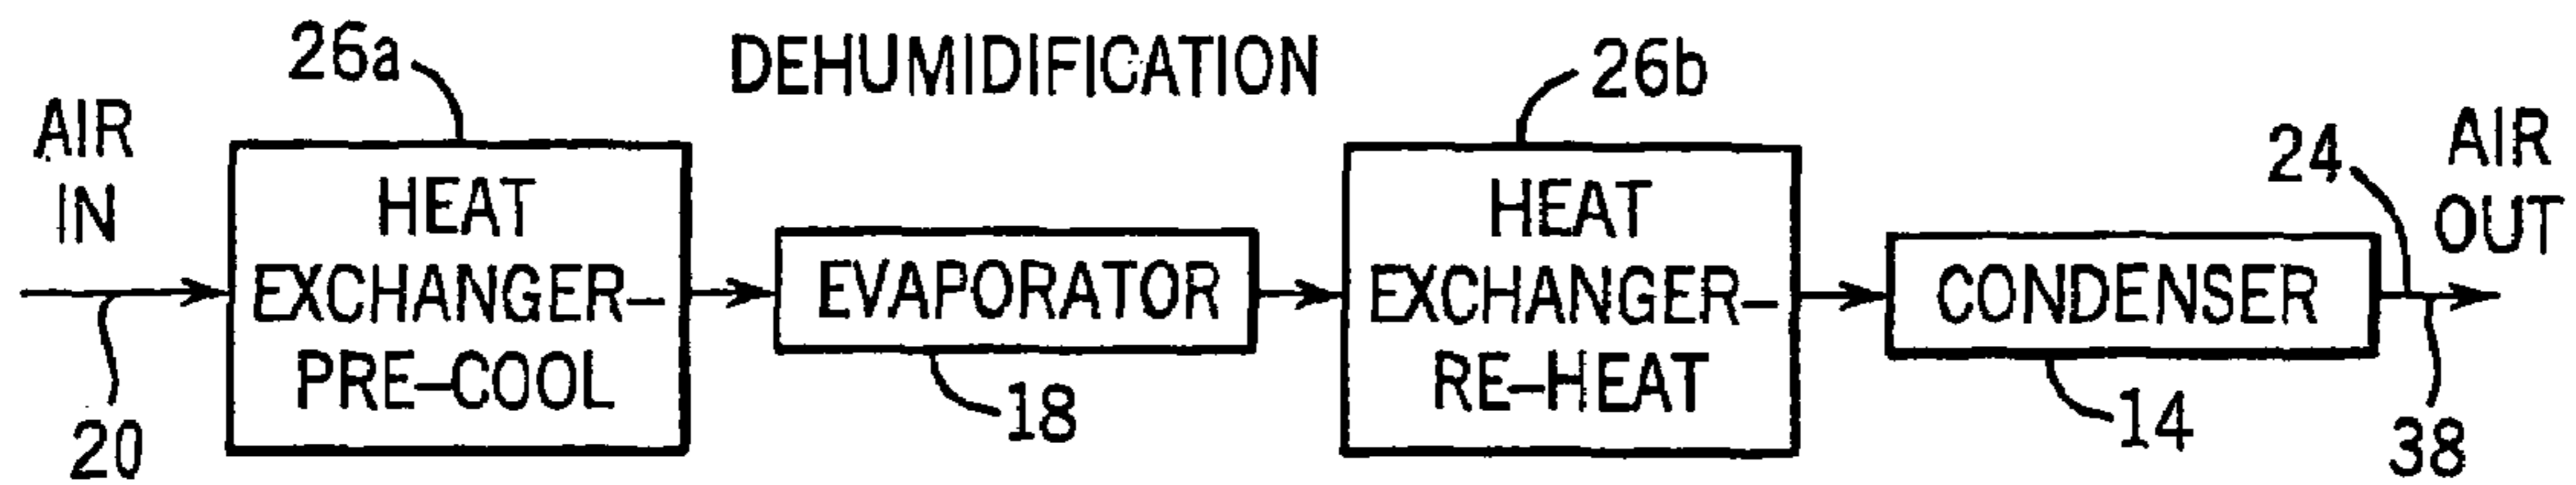 DEHUMIDIFICATION
AIR
IN
20
26a
HEAT
EXCHANGER–
PRE–COOL
EVAPORATOR
18
26b
HEAT
EXCHANGER–
RE–HEAT
CONDENSER
14
24
AIR
OUT
38